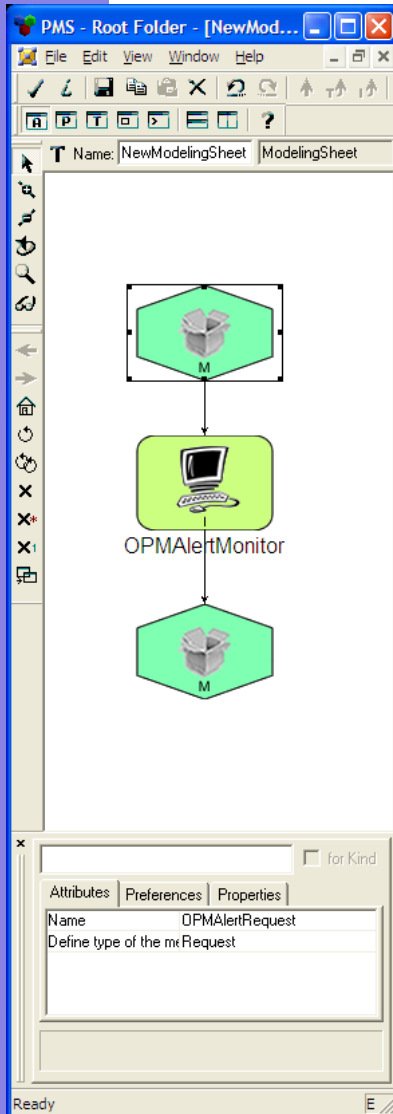 PMS - Root Folder - [NewMod...
File Edit View Window Help
A P T
Name: NewModelingSheet ModelingSheet
M
OPMAlertMonitor
M
for Kind
Attributes Preferences Properties
Name OPMAlertRequest
Define type of the me Request
Ready E